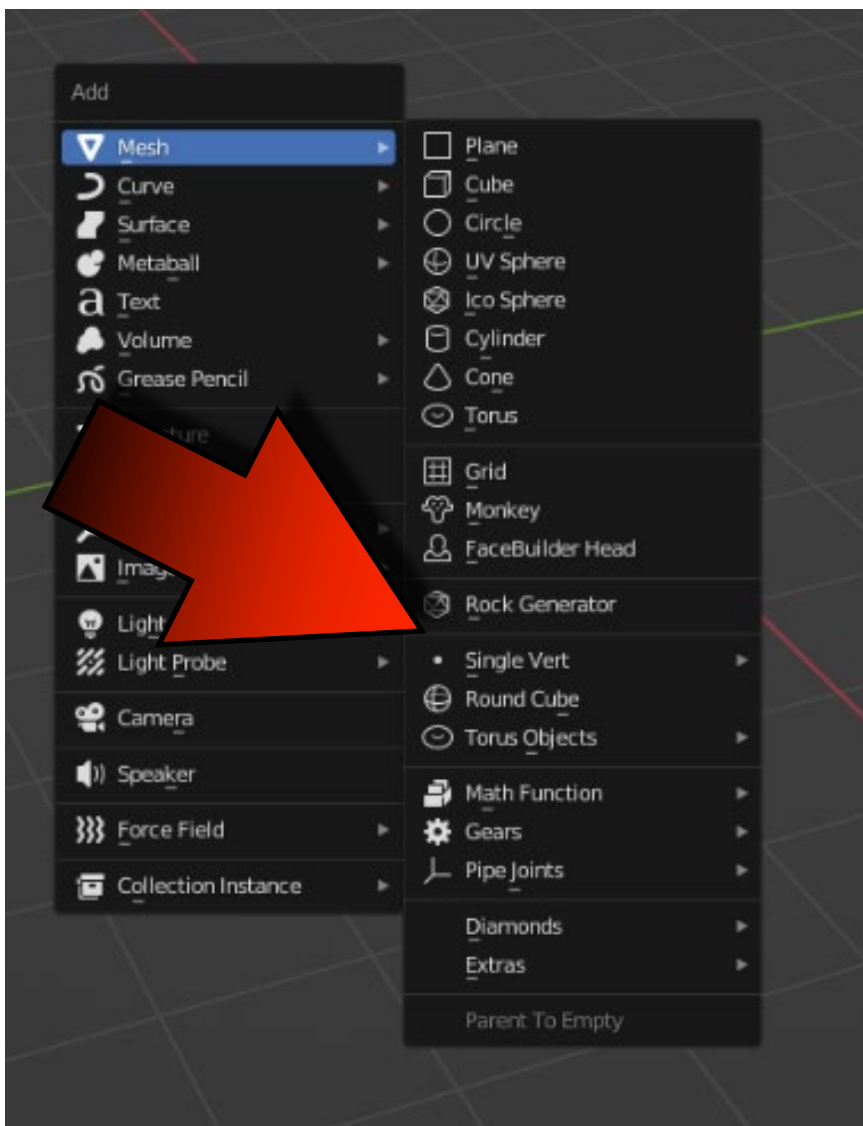 Add
Mesh
Curve
Surface
Metaball
Text
Volume
Grease Pencil
Light Probe
Camera
Speaker
Force Field
Collection Instance
Plane
Cube
Circle
UV Sphere
Ico Sphere
Cylinder
Cone
Torus
Grid
Monkey
FaceBuilder Head
Rock Generator
Single Vert
Round Cube
Torus Objects
Math Function
Gears
Pipe Joints
Diamonds
Extras
Parent To Empty